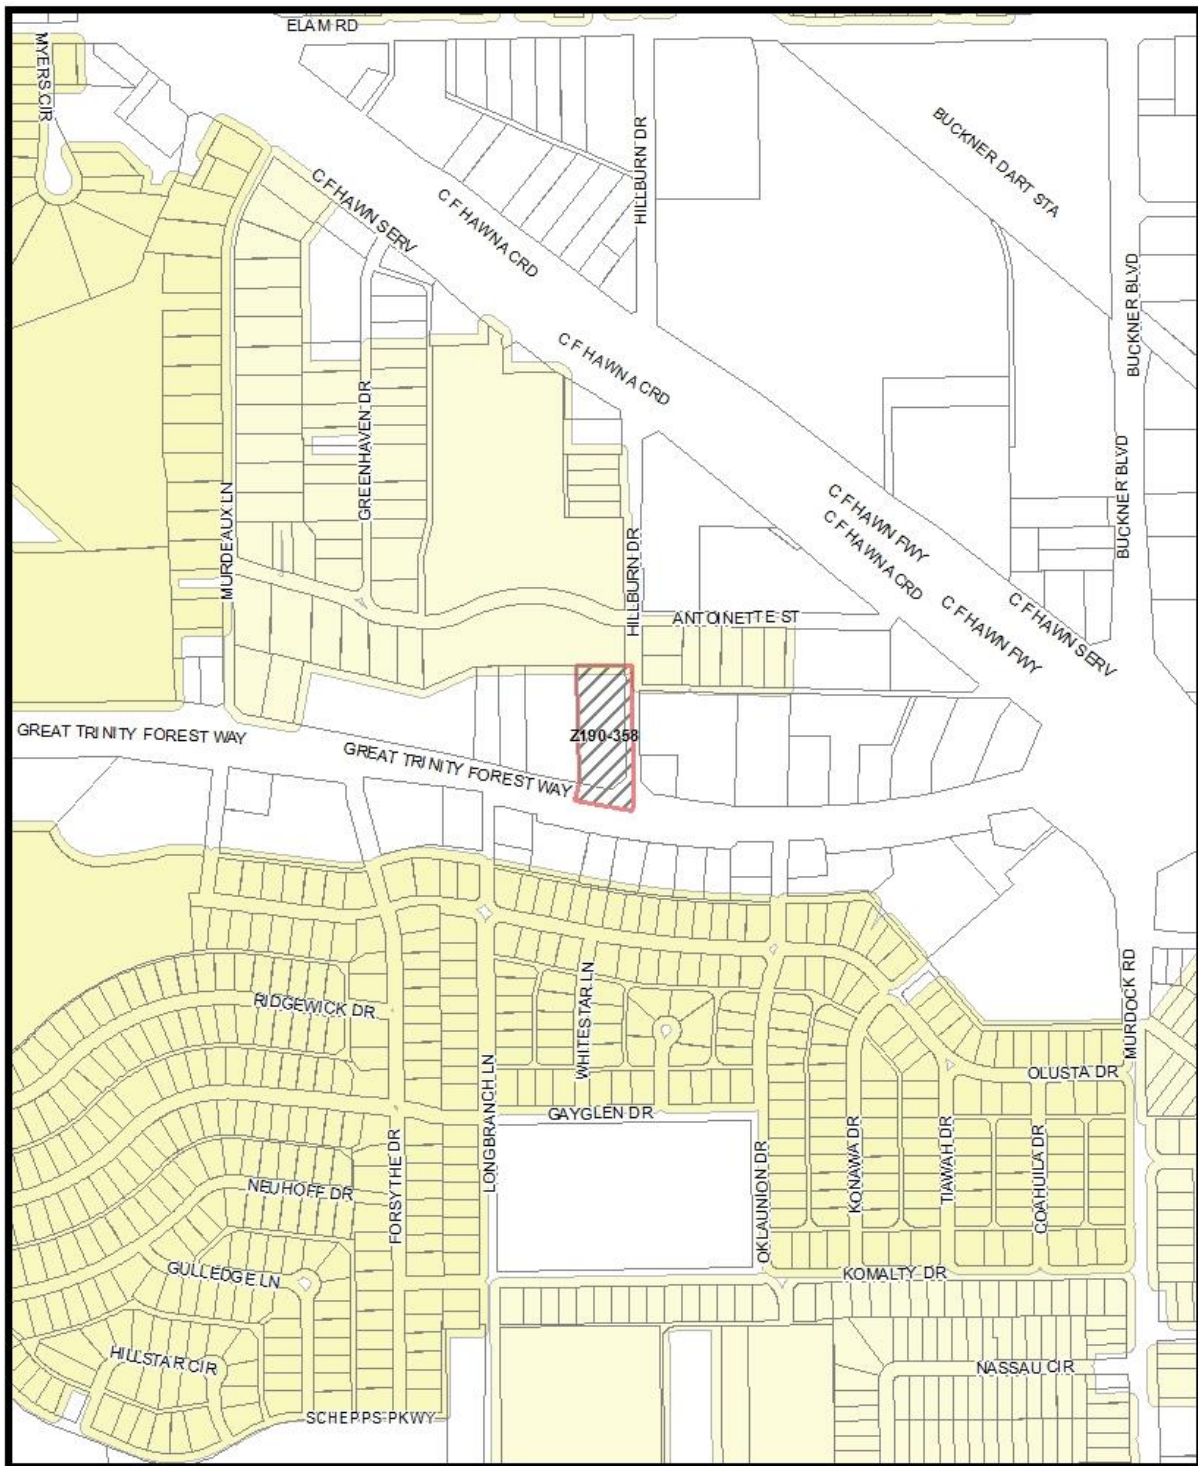 ELAM RD
MYERS CIR
HILLBURN DR
BUCKNER DART STA
C F HAWN SERV
C F HAWN ACRD
BUCKNER BLVD
C F HAWN ACRD
GREENHAVEN DR
BUCKNER BLVD
MURDEAUX LN
C F HAWN FWY
C F HAWN ACRD
HILLBURN DR
C F HAWN FWY
C F HAWN SERV
ANTOINETTE ST
GREAT TRINITY FOREST WAY
Z190-358
GREAT TRINITY FOREST WAY
RIDGEWICK DR
WHITESTAR LN
MURDOCK RD
OLUSTA DR
LONGBRANCH LN
GAYGLEN DR
FORSYTHE DR
OKLAUNION DR
KONAWA DR
TIAWAH DR
COAHUILA DR
NEUHOFF DR
GULLEDGE LN
KOMALTY DR
HILLSTAR CIR
NASSAU CIR
SCHEPPS PKWY